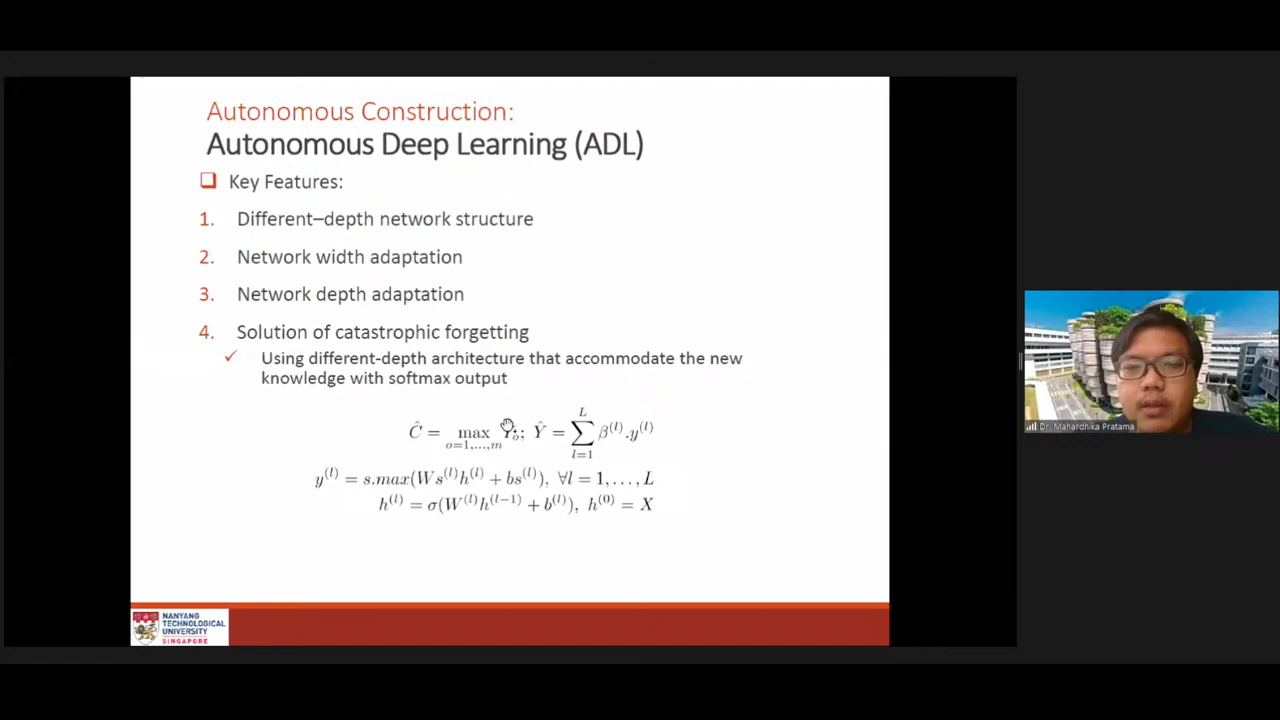 Autonomous Construction:
Autonomous Deep Learning (ADL)
❑ Key Features:
1. Different–depth network structure
2. Network width adaptation
3. Network depth adaptation
4. Solution of catastrophic forgetting
✓ Using different-depth architecture that accommodate the new
knowledge with softmax output
Ĉ = max_{o=1,...,m} Ŷ_o; Ŷ = ∑_{l=1}^{L} β^{(l)}.y^{(l)}
y^{(l)} = s.max(Ws^{(l)}h^{(l)} + bs^{(l)}), ∀l = 1, . . . , L
h^{(l)} = σ(W^{(l)}h^{(l−1)} + b^{(l)}), h^{(0)} = X
Dr. Mahardhika Pratama
NANYANG
TECHNOLOGICAL
UNIVERSITY
SINGAPORE